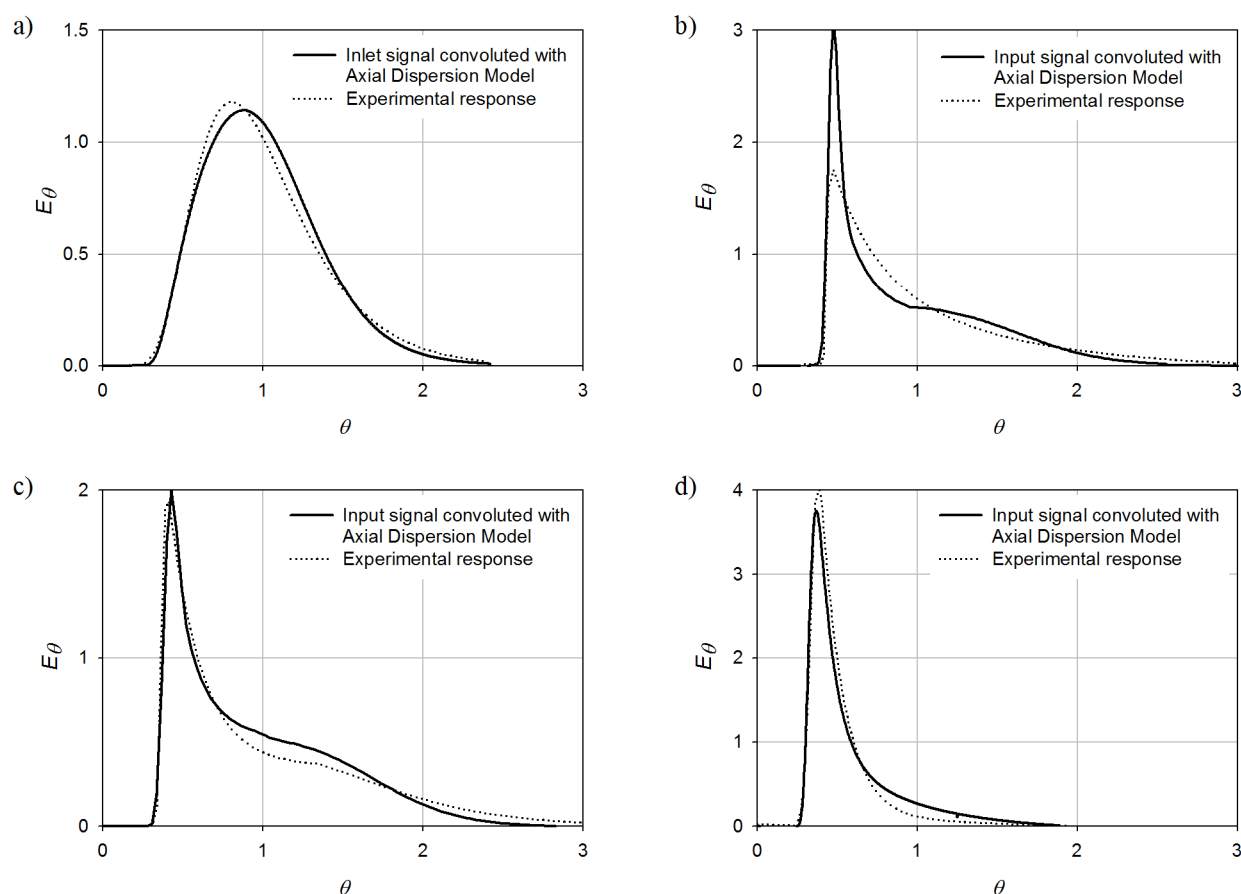 a)
1.5
1.0
0.5
0.0
Eθ
Inlet signal convoluted with
Axial Dispersion Model
Experimental response
0 1 2 3
θ
b)
3
2
1
0
Eθ
Input signal convoluted with
Axial Dispersion Model
Experimental response
0 1 2 3
θ
c)
2
1
0
Eθ
Input signal convoluted with
Axial Dispersion Model
Experimental response
0 1 2 3
θ
d)
4
3
2
1
0
Eθ
Input signal convoluted with
Axial Dispersion Model
Experimental response
0 1 2 3
θ